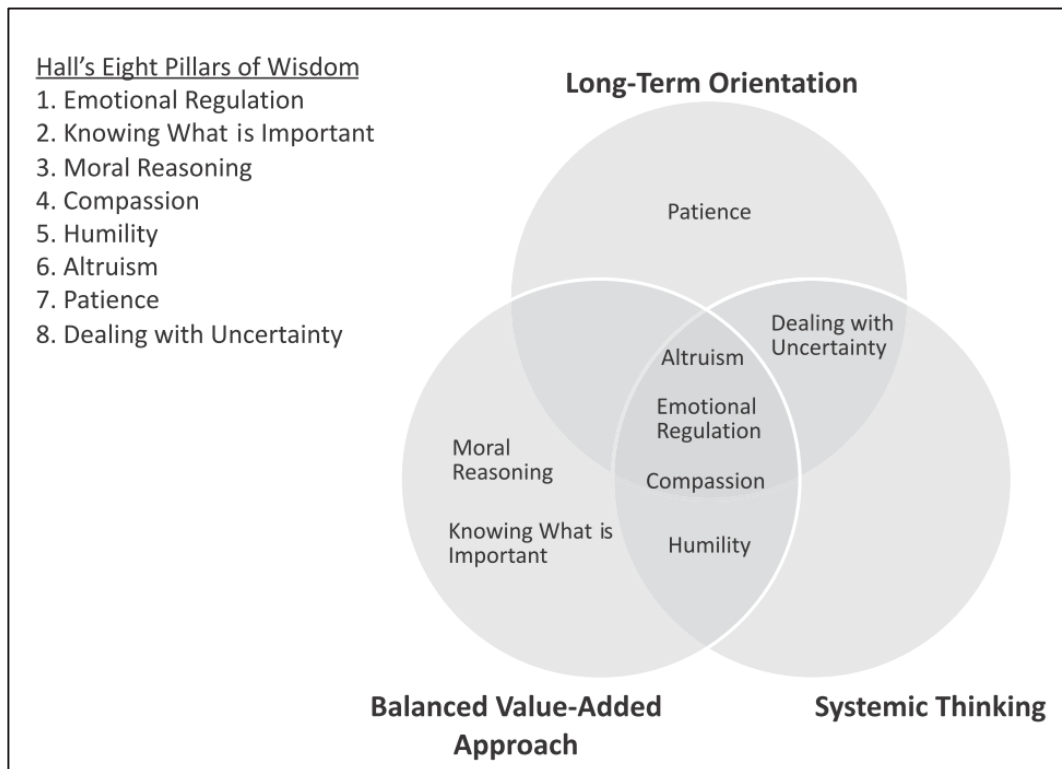 Hall’s Eight Pillars of Wisdom
1. Emotional Regulation
2. Knowing What is Important
3. Moral Reasoning
4. Compassion
5. Humility
6. Altruism
7. Patience
8. Dealing with Uncertainty
Long-Term Orientation
Patience
Dealing with
Uncertainty
Altruism
Emotional
Regulation
Moral
Reasoning
Compassion
Knowing What is
Important
Humility
Balanced Value-Added
Approach
Systemic Thinking